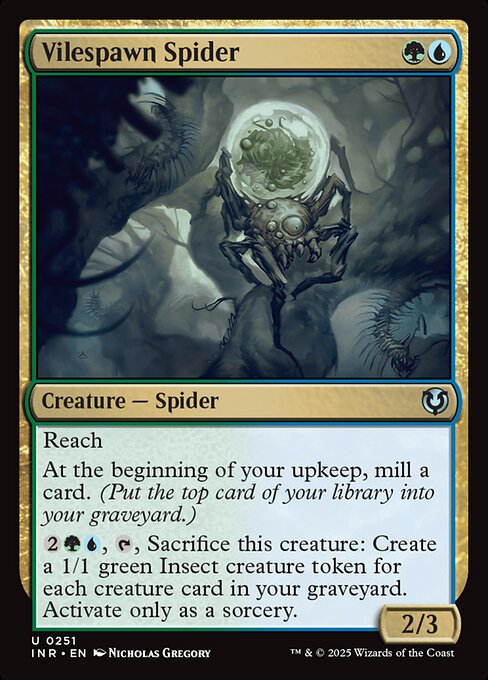 Vilespawn Spider
Creature — Spider
Reach
At the beginning of your upkeep, mill a
card. (Put the top card of your library into
your graveyard.)
2, Sacrifice this creature: Create
a 1/1 green Insect creature token for
each creature card in your graveyard.
Activate only as a sorcery.
2/3
U 0251
INR • EN Nicholas Gregory
™ & © 2025 Wizards of the Coast